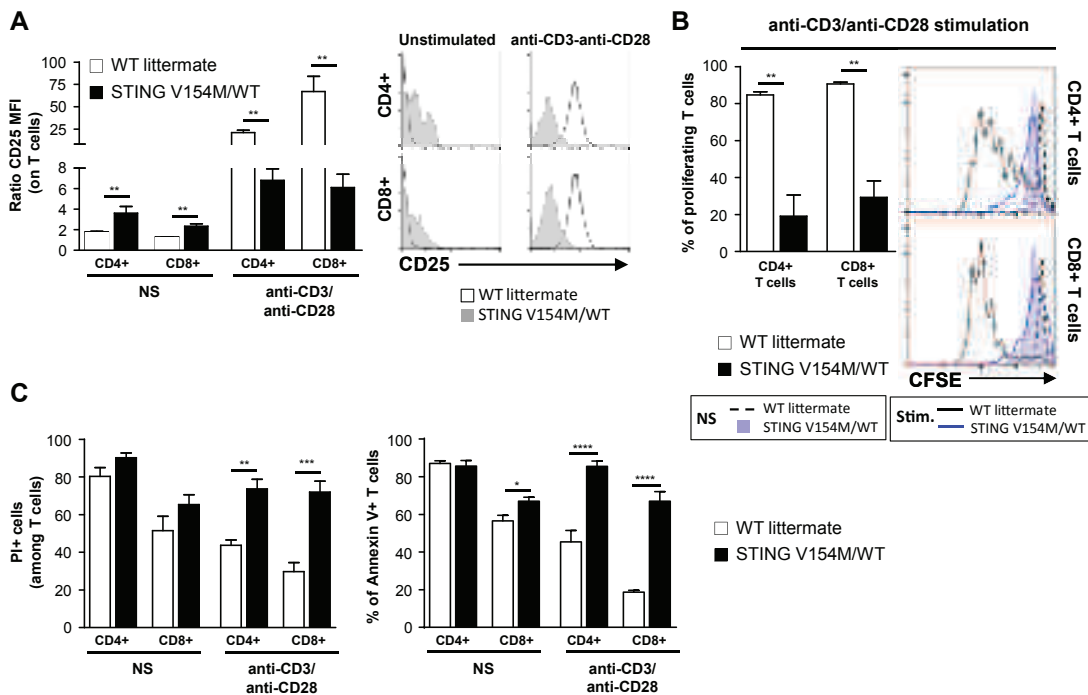 A
WT littermate
STING V154M/WT
Ratio CD25 MFI
(on T cells)
100
75
50
25
8
6
4
2
0
**
**
**
**
CD4+
CD8+
CD4+
CD8+
NS
anti-CD3/
anti-CD28
Unstimulated
anti-CD3-anti-CD28
CD4+
CD8+
CD25
WT littermate
STING V154M/WT
B
anti-CD3/anti-CD28 stimulation
% of proliferating T cells
100
80
60
40
20
0
**
**
CD4+
T cells
CD8+
T cells
CD4+ T cells
CD8+ T cells
CFSE
WT littermate
STING V154M/WT
NS
WT littermate
STING V154M/WT
Stim.
WT littermate
STING V154M/WT
C
PI+ cells
(among T cells)
100
80
60
40
20
0
**
***
CD4+
CD8+
CD4+
CD8+
NS
anti-CD3/
anti-CD28
% of Annexin V+ T cells
100
80
60
40
20
0
*
****
****
CD4+
CD8+
CD4+
CD8+
NS
anti-CD3/
anti-CD28
WT littermate
STING V154M/WT